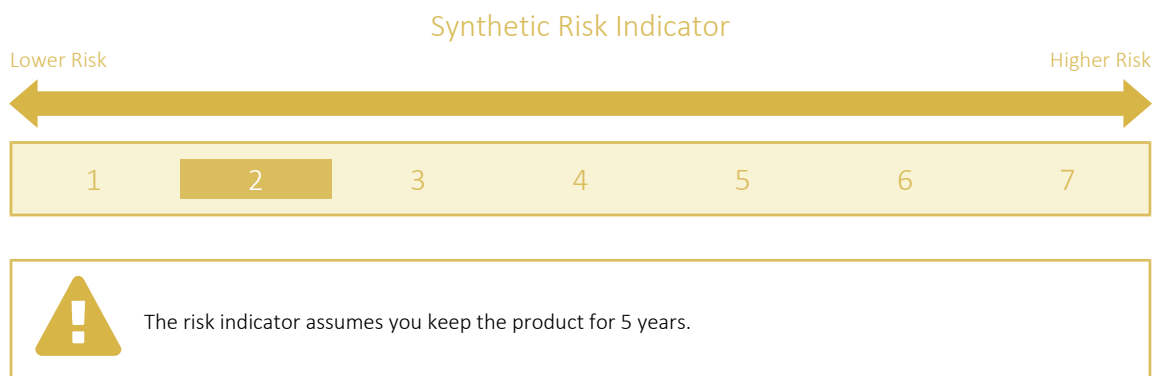 Synthetic Risk Indicator
Lower Risk Higher Risk
1 2 3 4 5 6 7
The risk indicator assumes you keep the product for 5 years.